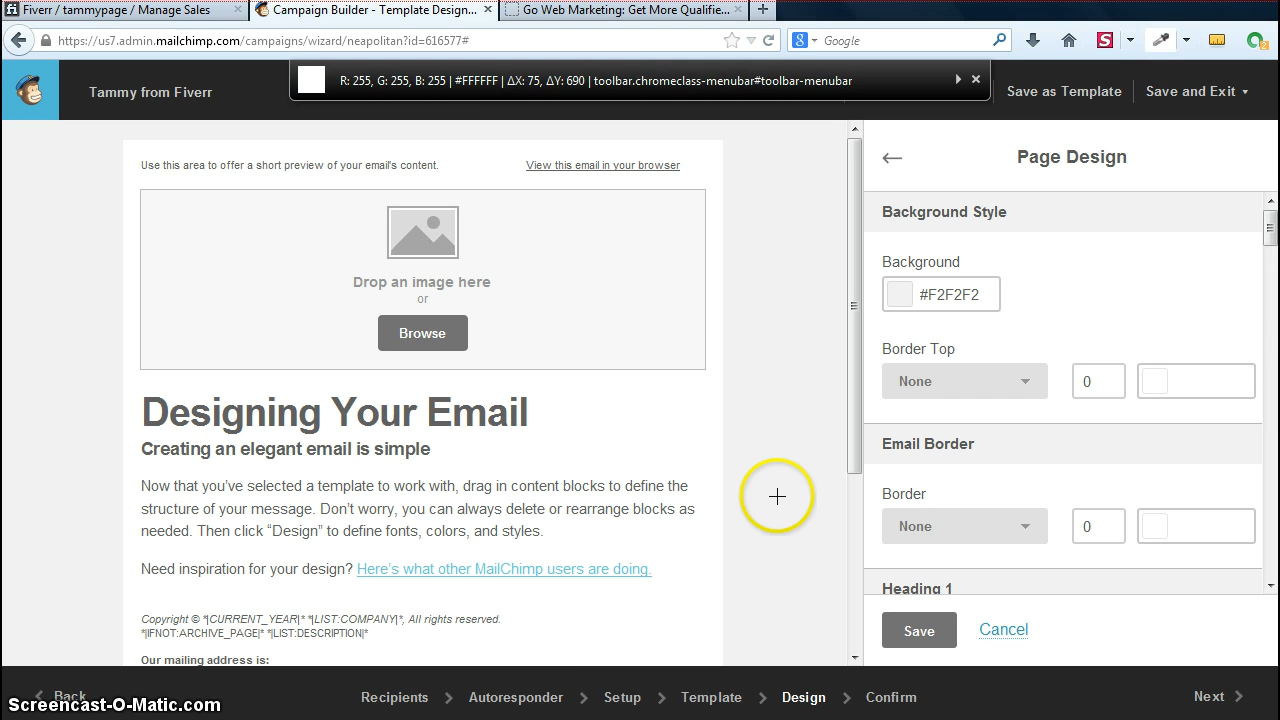 Fiverr / tammypage / Manage Sales
Campaign Builder - Template Design...
Go Web Marketing: Get More Qualifie...
https://us7.admin.mailchimp.com/campaigns/wizard/neapolitan?id=616577#
Google
Tammy from Fiverr
R: 255, G: 255, B: 255 | #FFFFFF | ΔX: 75, ΔY: 690 | toolbar.chromeclass-menubar#toolbar-menubar
Save as Template
Save and Exit
Use this area to offer a short preview of your email's content.
View this email in your browser
Drop an image here
or
Browse
Designing Your Email
Creating an elegant email is simple
Now that you've selected a template to work with, drag in content blocks to define the
structure of your message. Don't worry, you can always delete or rearrange blocks as
needed. Then click “Design” to define fonts, colors, and styles.
Need inspiration for your design? Here's what other MailChimp users are doing.
Copyright © *|CURRENT_YEAR|* *|LIST:COMPANY|*, All rights reserved.
*|IFNOT:ARCHIVE_PAGE|* *|LIST:DESCRIPTION|*
Our mailing address is:
Page Design
Background Style
Background
#F2F2F2
Border Top
None
0
Email Border
Border
None
0
Heading 1
Save
Cancel
Back
Recipients
Autoresponder
Setup
Template
Design
Confirm
Next
Screencast-O-Matic.com